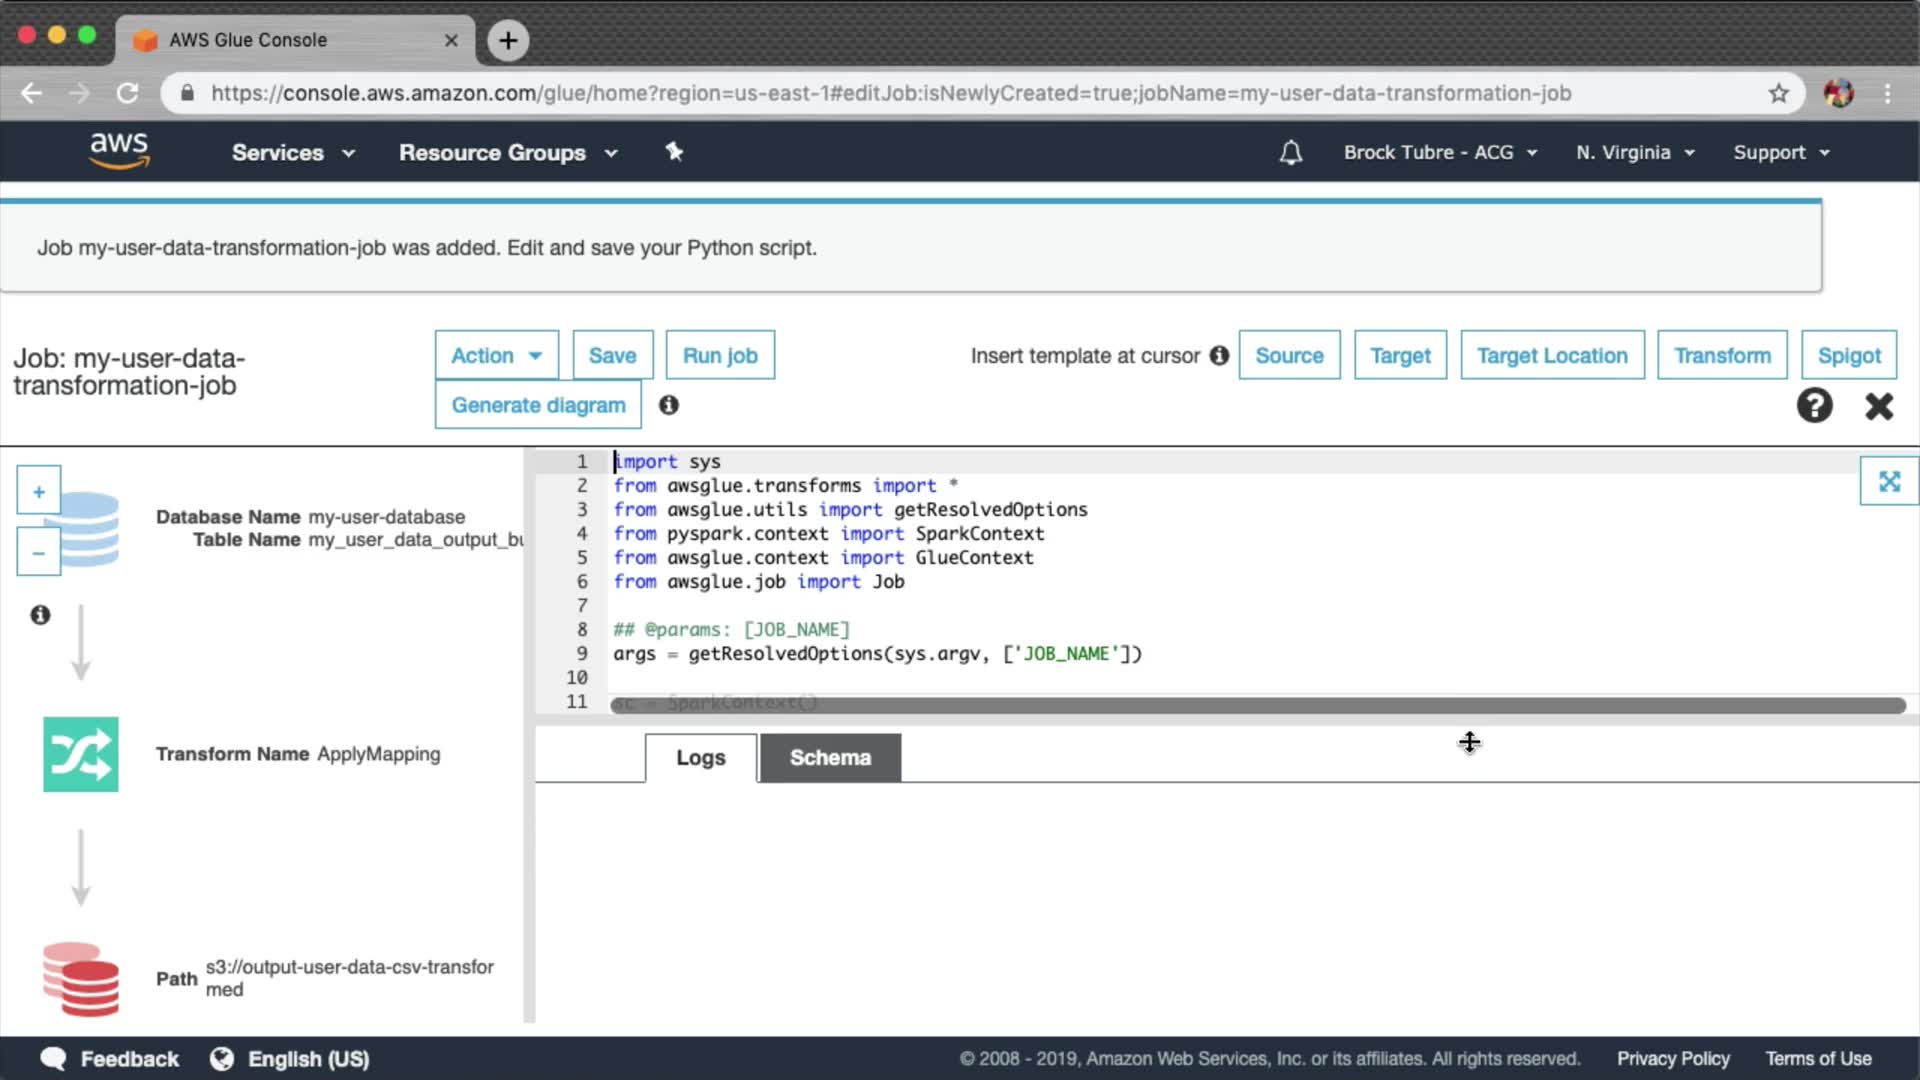 AWS Glue Console
https://console.aws.amazon.com/glue/home?region=us-east-1#editJob:isNewlyCreated=true;jobName=my-user-data-transformation-job
aws Services Resource Groups Brock Tubre - ACG N. Virginia Support
Job my-user-data-transformation-job was added. Edit and save your Python script.
Job: my-user-data-
transformation-job
Action Save Run job
Generate diagram
Insert template at cursor Source Target Target Location Transform Spigot
Database Name my-user-database
Table Name my_user_data_output_bu
Transform Name ApplyMapping
Path s3://output-user-data-csv-transfor
med
1 import sys
2 from awsglue.transforms import *
3 from awsglue.utils import getResolvedOptions
4 from pyspark.context import SparkContext
5 from awsglue.context import GlueContext
6 from awsglue.job import Job
7
8 ## @params: [JOB_NAME]
9 args = getResolvedOptions(sys.argv, ['JOB_NAME'])
10
11 sc = SparkContext()
Logs Schema
Feedback English (US) © 2008 - 2019, Amazon Web Services, Inc. or its affiliates. All rights reserved. Privacy Policy Terms of Use